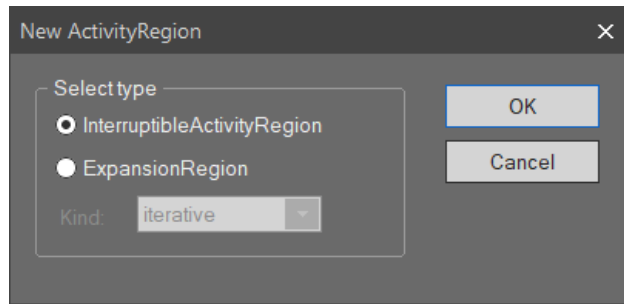 New ActivityRegion
Select type
InterruptibleActivityRegion
ExpansionRegion
Kind: iterative
OK
Cancel